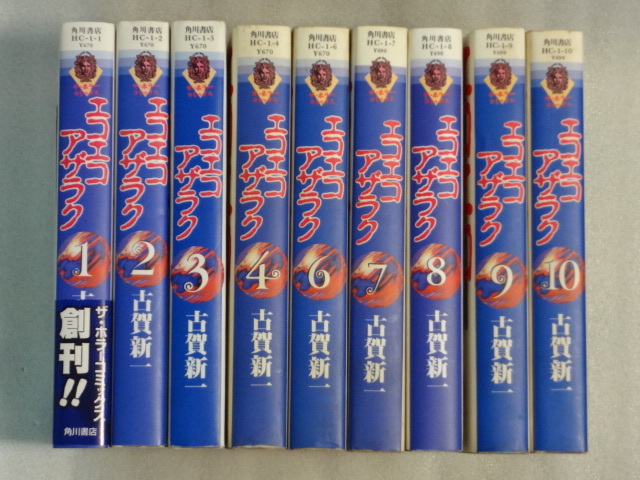 角川書店
HC-1-1
¥670
エコエコ
アザラク
1
ザ・ホラーコミックス
創刊!!
角川書店
角川書店
HC-1-2
¥670
エコエコ
アザラク
2
古賀新一
角川書店
HC-1-3
¥670
エコエコ
アザラク
3
古賀新一
角川書店
HC-1-4
¥670
エコエコ
アザラク
4
古賀新一
角川書店
HC-1-6
¥670
エコエコ
アザラク
6
古賀新一
角川書店
HC-1-7
エコエコ
アザラク
7
古賀新一
角川書店
HC-1-8
エコエコ
アザラク
8
古賀新一
角川書店
HC-1-9
エコエコ
アザラク
9
古賀新一
角川書店
HC-1-10
エコエコ
アザラク
10
古賀新一